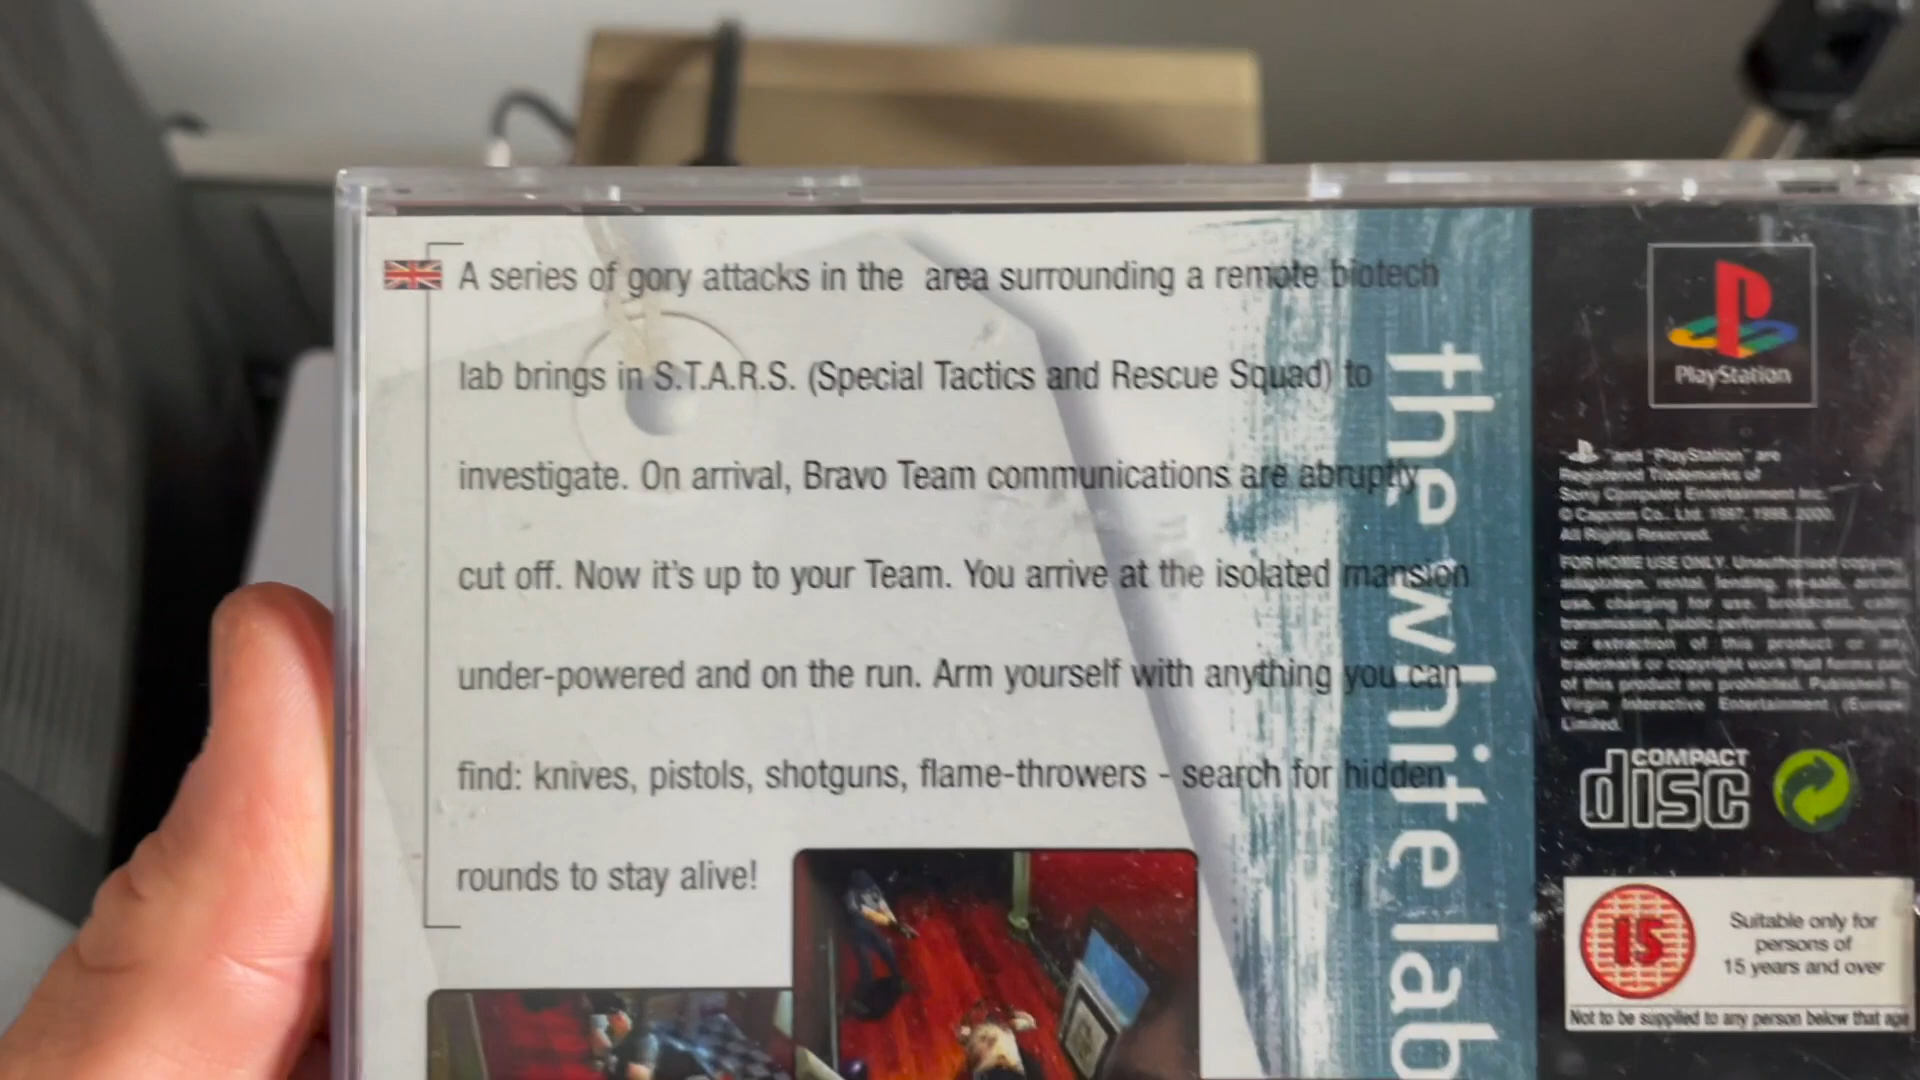 A series of gory attacks in the area surrounding a remote biotech
lab brings in S.T.A.R.S. (Special Tactics and Rescue Squad) to
investigate. On arrival, Bravo Team communications are abruptly
cut off. Now it's up to your Team. You arrive at the isolated mansion
under-powered and on the run. Arm yourself with anything you can
find: knives, pistols, shotguns, flame-throwers - search for hidden
rounds to stay alive!
the white lab
PlayStation
"and "PlayStation" are
Registered Trademarks of
Sony Computer Entertainment Inc.
© Capcom Co., Ltd. 1997, 1998, 2000.
All Rights Reserved.
FOR HOME USE ONLY. Unauthorised copying
adaptation, rental, lending, re-sale, arcade
use, charging for use, broadcast,
transmission, public performance,
or extraction of this product or any
trademark or copyright work that forms part
of this product are prohibited. Published by
Virgin Interactive Entertainment (Europe
Limited.
COMPACT
disc
15
Suitable only for
persons of
15 years and over
Not to be supplied to any person below that age